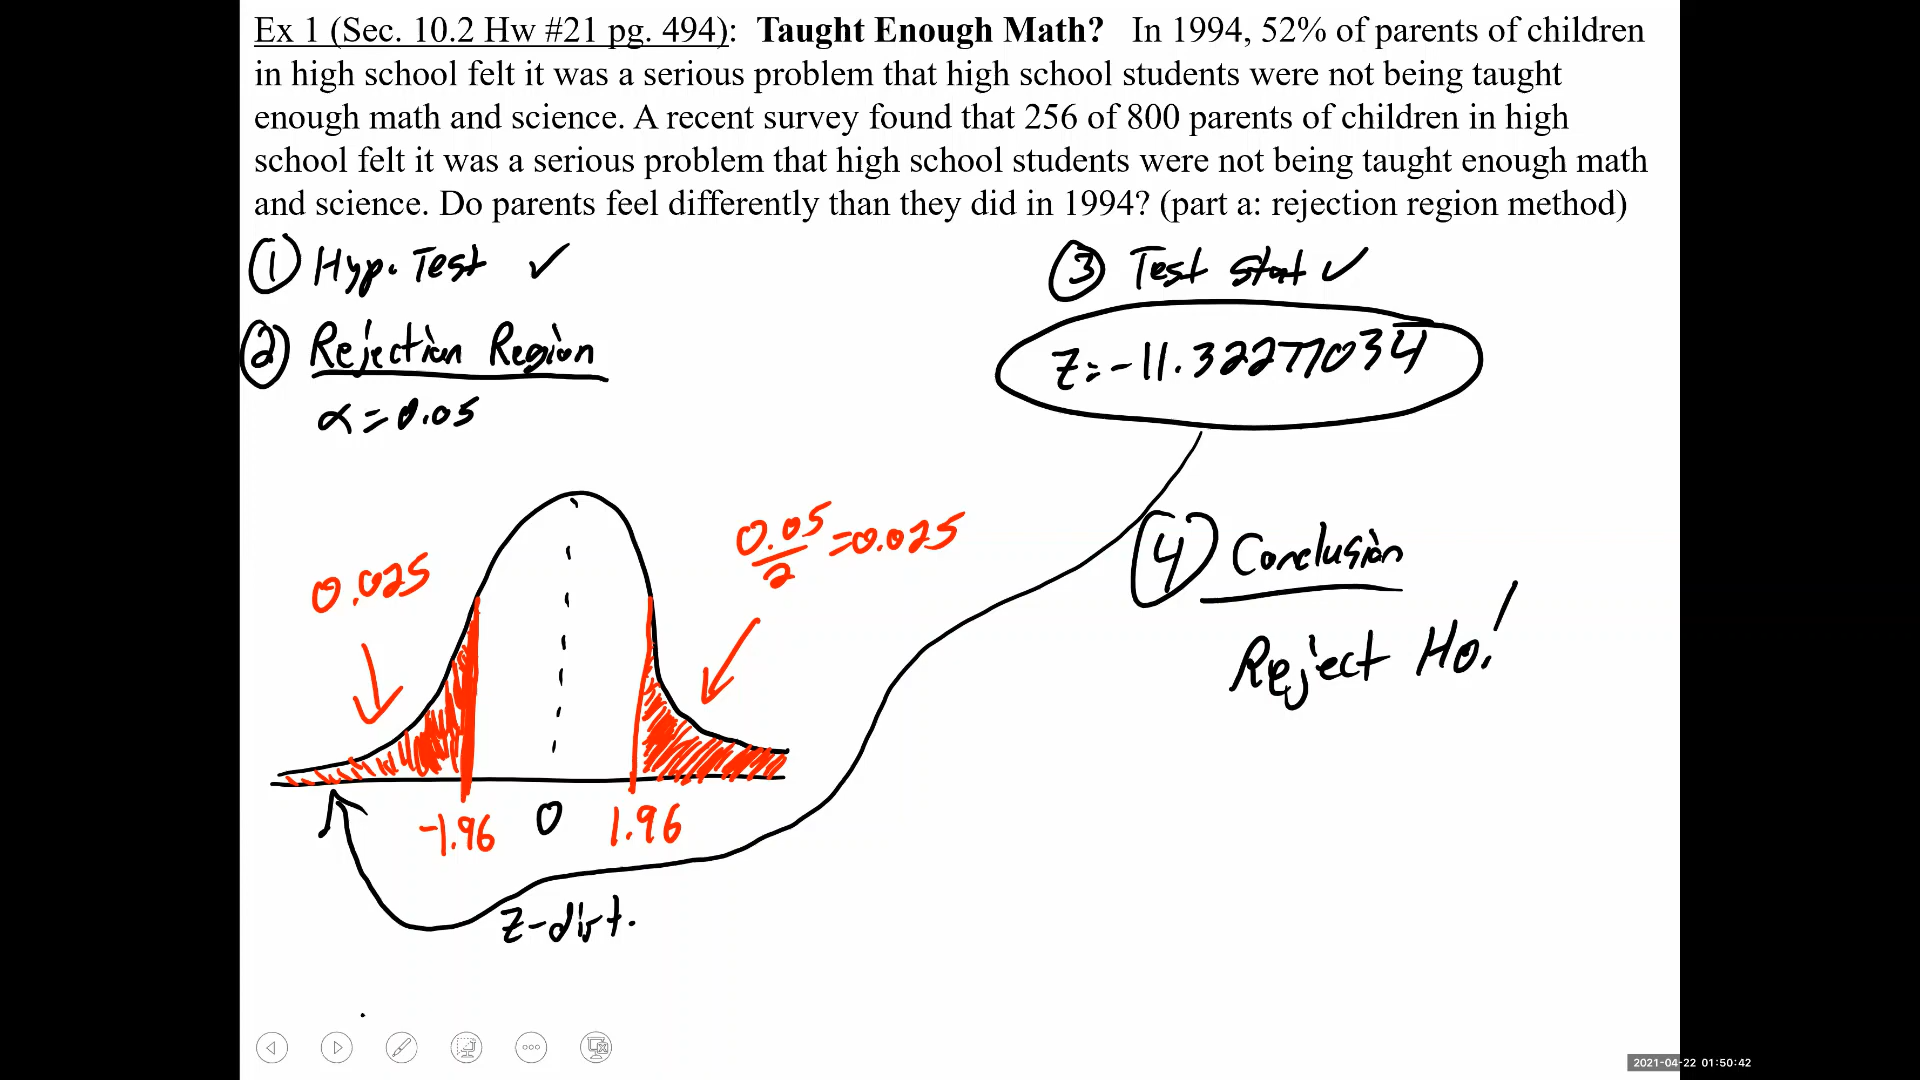 Ex 1 (Sec. 10.2 Hw #21 pg. 494): Taught Enough Math? In 1994, 52% of parents of children
in high school felt it was a serious problem that high school students were not being taught
enough math and science. A recent survey found that 256 of 800 parents of children in high
school felt it was a serious problem that high school students were not being taught enough math
and science. Do parents feel differently than they did in 1994? (part a: rejection region method)
① Hyp. Test ✓
② Rejection Region
α = 0.05
0.025
0.05/2 = 0.025
-1.96 0 1.96
z-dist.
③ Test stat ✓
z = -11.32277034
④ Conclusion
Reject Ho!
2021-04-22 01:50:42